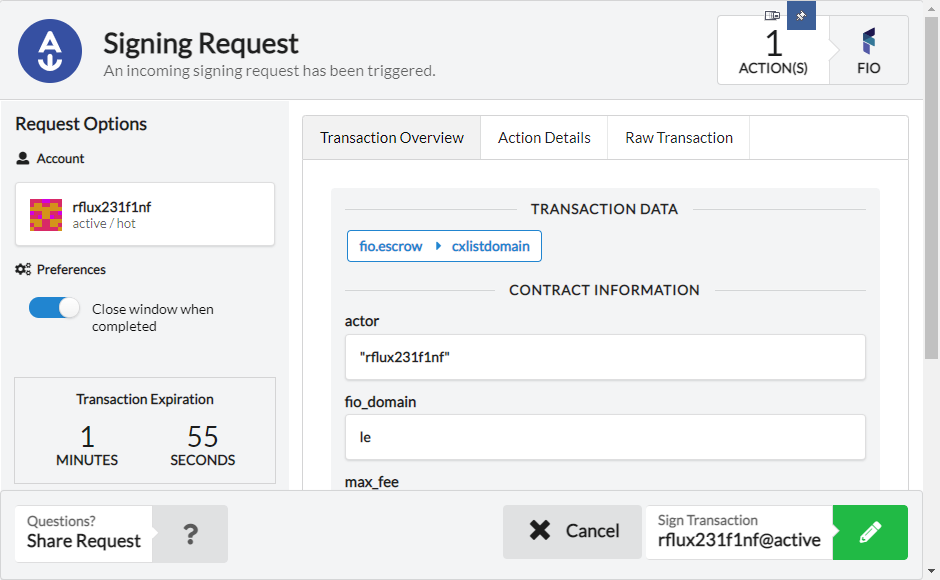 Signing Request
An incoming signing request has been triggered.
1
ACTION(S)
FIO
Request Options
Account
rflux231f1nf
active / hot
Preferences
Close window when
completed
Transaction Expiration
1
MINUTES
55
SECONDS
Transaction Overview
Action Details
Raw Transaction
TRANSACTION DATA
fio.escrow
cxlistdomain
CONTRACT INFORMATION
actor
"rflux231f1nf"
fio_domain
le
max_fee
Questions?
Share Request
?
Cancel
Sign Transaction
rflux231f1nf@active